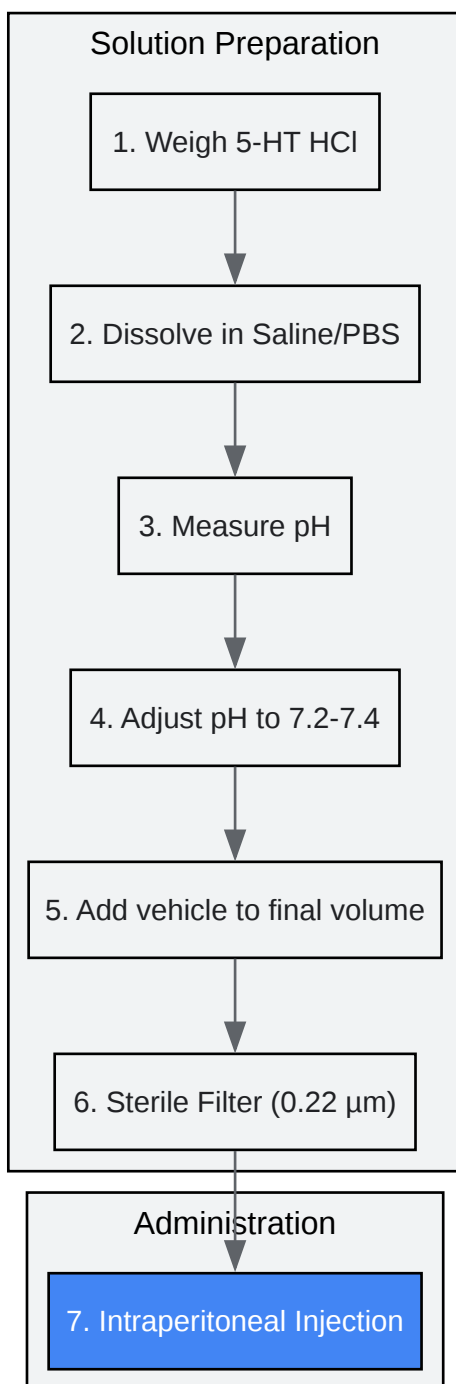 Solution Preparation
1. Weigh 5-HT HCl
2. Dissolve in Saline/PBS
3. Measure pH
4. Adjust pH to 7.2-7.4
5. Add vehicle to final volume
6. Sterile Filter (0.22 µm)
Administration
7. Intraperitoneal Injection